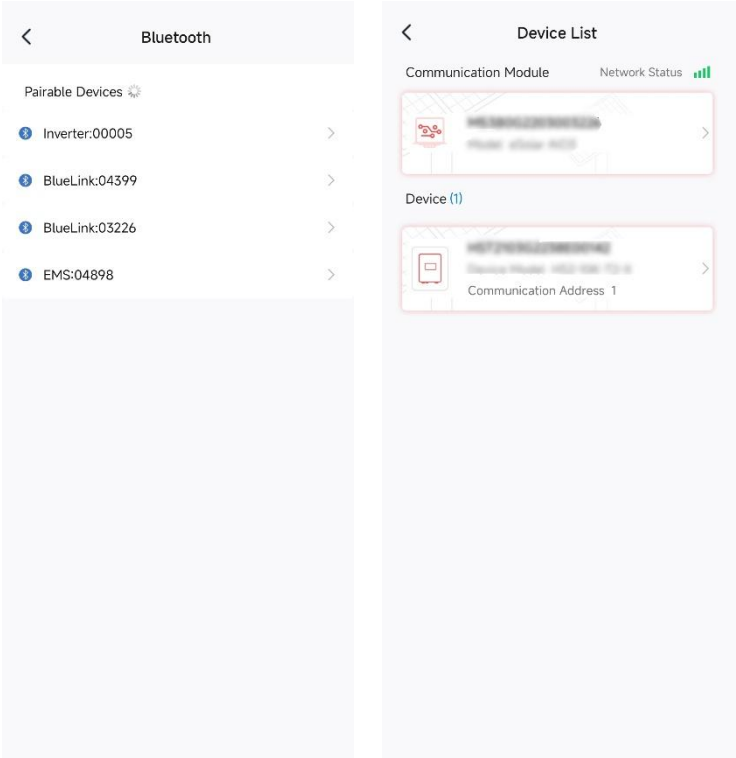 Bluetooth
Pairable Devices
Inverter:00005
BlueLink:04399
BlueLink:03226
EMS:04898
Device List
Communication Module Network Status
Device (1)
Communication Address 1